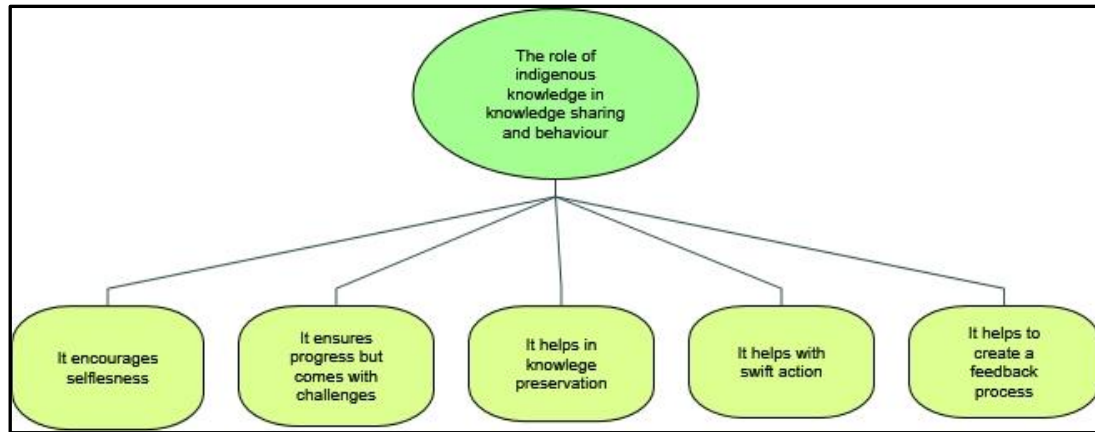 The role of
indigenous
knowledge in
knowledge sharing
and behaviour
It encourages
selflesness
It ensures
progress but
comes with
challenges
It helps in
knowlege
preservation
It helps with
swift action
It helps to
create a
feedback
process